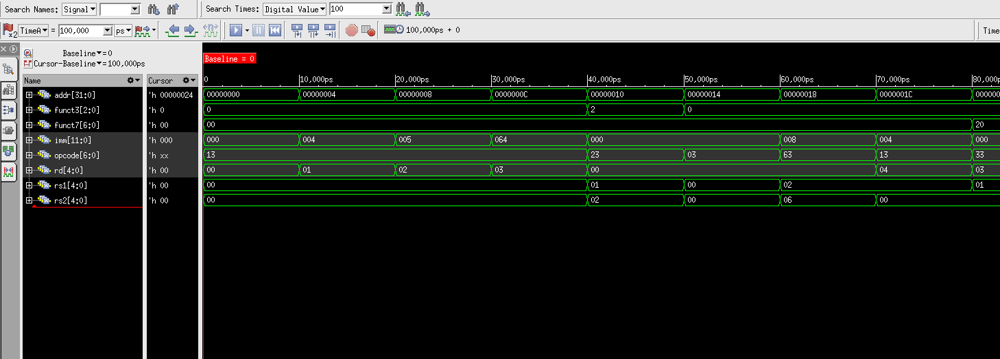 Search Names: Signal Search Times: Digital Value 100
x2 TimeA = 100,000 ps 100,000ps + 0 Time
Baseline = 0
Cursor-Baseline = 100,000ps
Baseline = 0
Name Cursor 0 10,000ps 20,000ps 30,000ps 40,000ps 50,000ps 60,000ps 70,000ps 80,000p
addr[31:0] 'h 00000024 00000000 00000004 00000008 0000000C 00000010 00000014 00000018 0000001C 000000
funct3[2:0] 'h 0 0 2 0
funct7[6:0] 'h 00 00 20
imm[11:0] 'h 000 000 004 005 064 000 008 004 000
opcode[6:0] 'h xx 13 23 03 63 13 33
rd[4:0] 'h 00 00 01 02 03 00 04 03
rs1[4:0] 'h 00 00 01 00 02 01
rs2[4:0] 'h 00 00 02 00 06 00